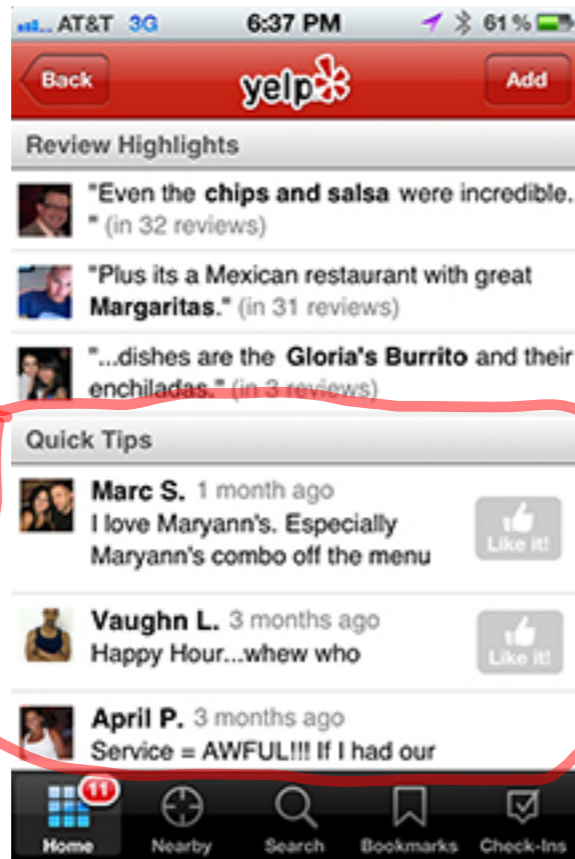 AT&T 3G 6:37 PM 61%
Back yelp Add
Review Highlights
"Even the chips and salsa were incredible.
" (in 32 reviews)
"Plus its a Mexican restaurant with great
Margaritas." (in 31 reviews)
"...dishes are the Gloria's Burrito and their
enchiladas." (in 3 reviews)
Quick Tips
Marc S. 1 month ago
I love Maryann's. Especially
Maryann's combo off the menu
Like it!
Vaughn L. 3 months ago
Happy Hour...whew who
Like it!
April P. 3 months ago
Service = AWFUL!!! If I had our
11
Home Nearby Search Bookmarks Check-Ins